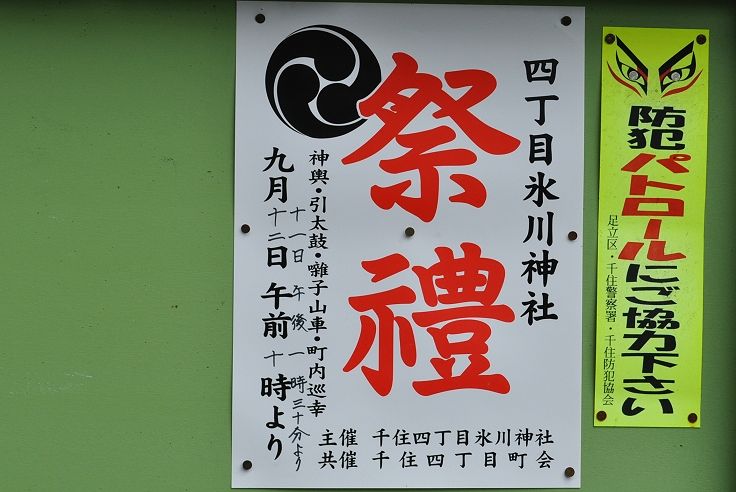 四丁目氷川神社
祭禮
神輿・引太鼓・囃子山車・町内巡幸
十一日午後一時三十分より
九月十二日午前十時より
主催 千住四丁目氷川神社
共催 千住四丁目町会
防犯パトロールにご協力下さい
足立区・千住警察署・千住防犯協会